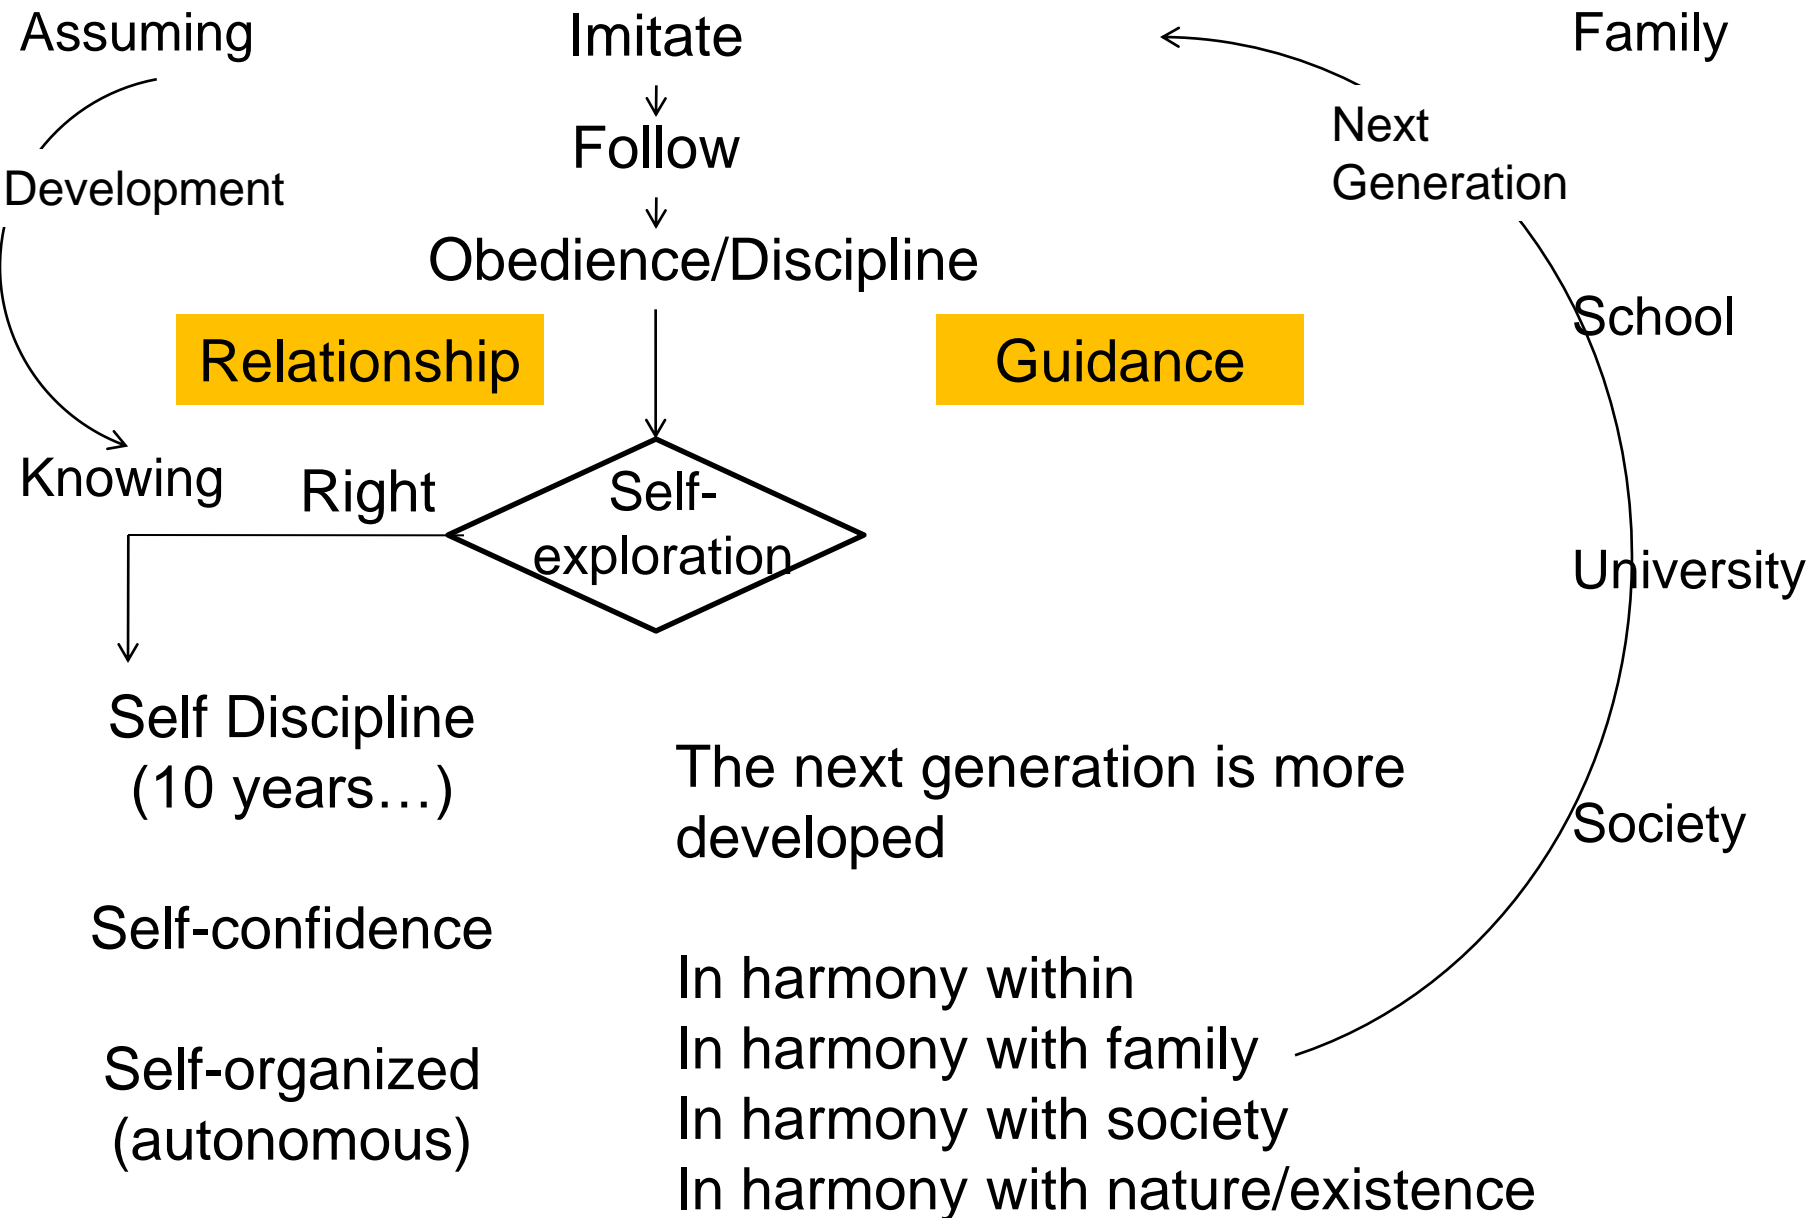 Assuming
Imitate
Family
Follow
Next
Generation
Development
Obedience/Discipline
School
Relationship
Guidance
Knowing
Right
Self-
exploration
University
Self Discipline
(10 years…)
The next generation is more
developed
Society
Self-confidence
In harmony within
In harmony with family
In harmony with society
In harmony with nature/existence
Self-organized
(autonomous)